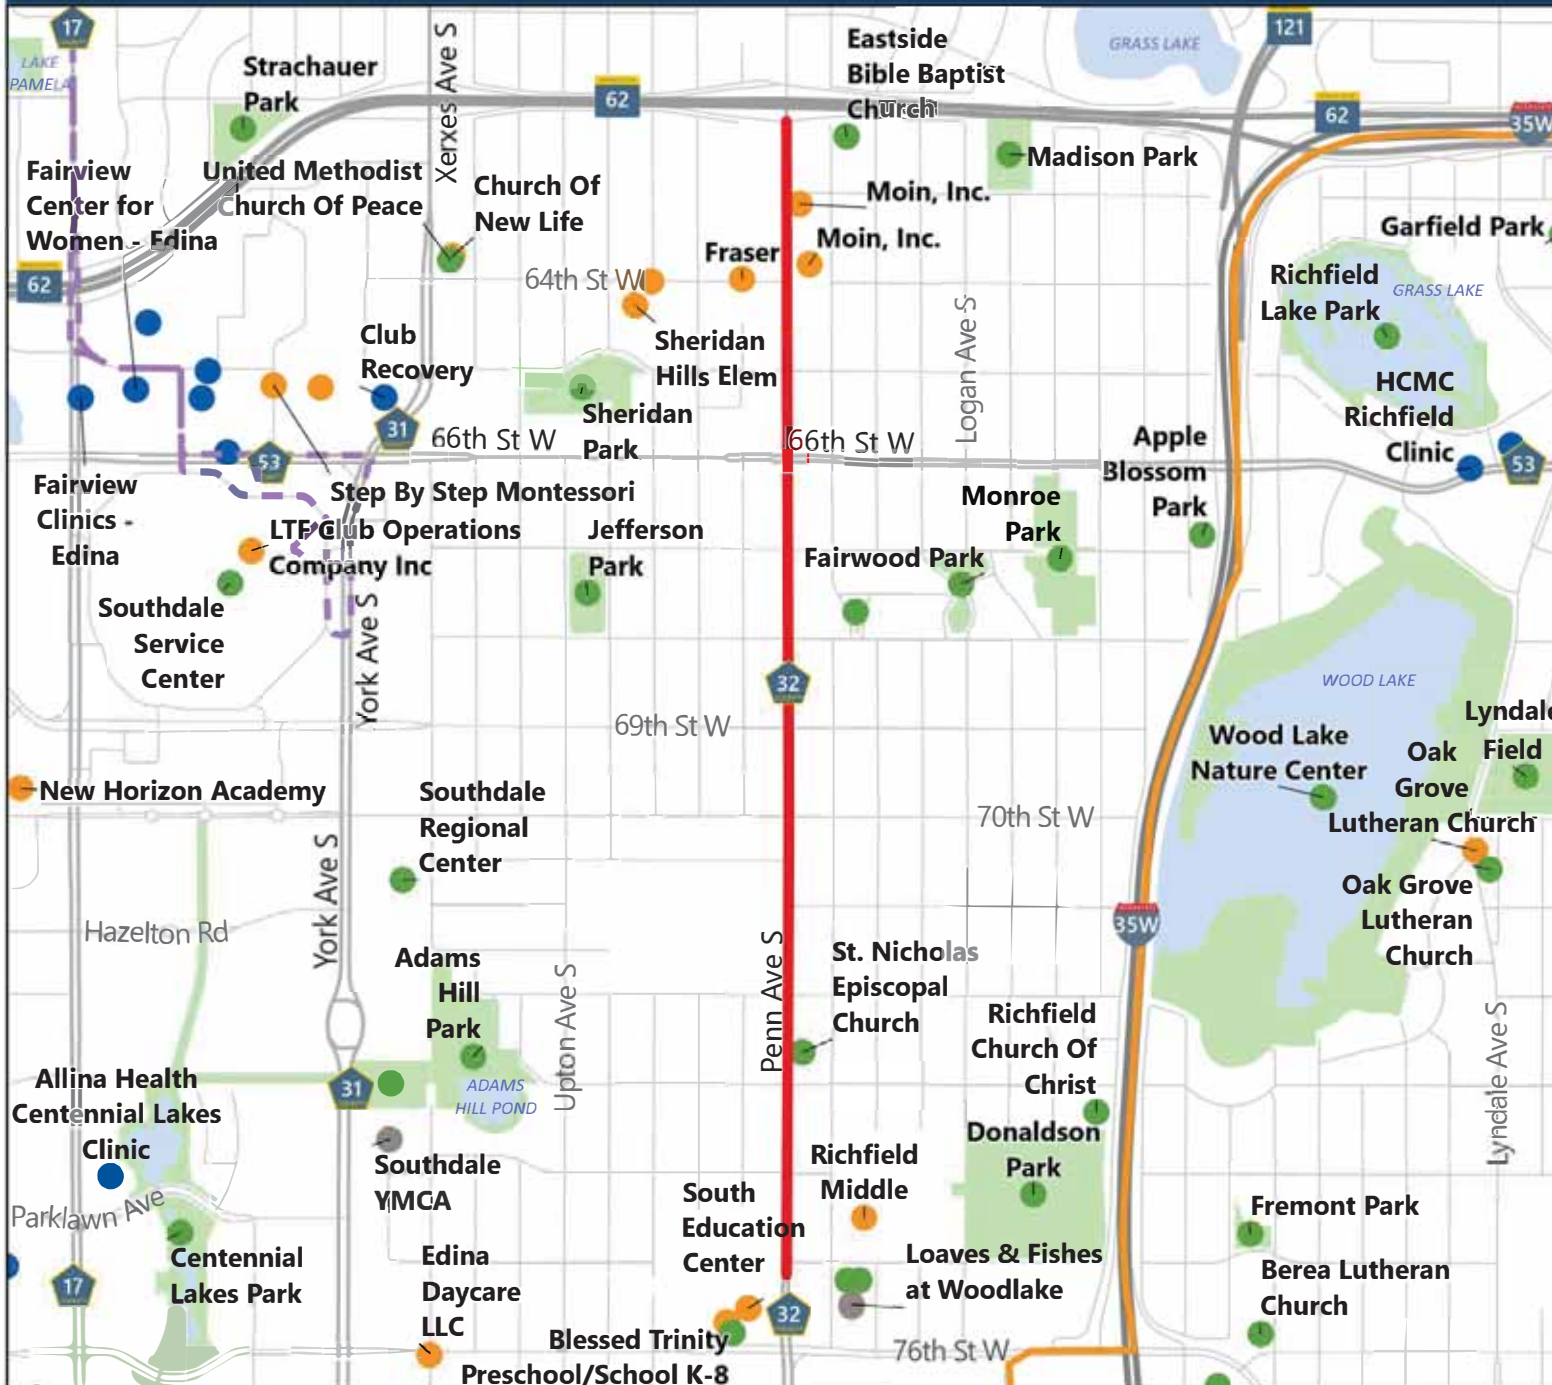 17
LAKE
PAMELA
Strachauer
Park
Xerxes Ave S
62
Eastside
Bible Baptist
Church
GRASS LAKE
121
62
35W
Madison Park
Fairview
Center for
Women - Edina
United Methodist
Church Of Peace
Church Of
New Life
Moin, Inc.
Moin, Inc.
Fraser
Garfield Park
62
64th St W
Richfield
Lake Park
GRASS LAKE
Club
Recovery
Sheridan
Hills Elem
Logan Ave S
Sheridan
Park
HCMC
Richfield
Clinic
31
66th St W
66th St W
Apple
Blossom
Park
53
53
Fairview
Clinics -
Edina
Step By Step Montessori
LTF Club Operations
Company Inc
Jefferson
Park
Monroe
Park
Fairwood Park
Southdale
Service
Center
York Ave S
32
WOOD LAKE
69th St W
Lyndale
Field
Wood Lake
Nature Center
Oak
Grove
Lutheran Church
New Horizon Academy
Southdale
Regional
Center
70th St W
York Ave S
Oak Grove
Lutheran
Church
Hazelton Rd
35W
Adams
Hill
Park
Upton Ave S
Penn Ave S
St. Nicholas
Episcopal
Church
Richfield
Church Of
Christ
Lyndale Ave S
Allina Health
Centennial Lakes
Clinic
31
ADAMS
HILL POND
Donaldson
Park
Southdale
YMCA
Richfield
Middle
Parklawn Ave
South
Education
Center
Fremont Park
Centennial
Lakes Park
Edina
Daycare
LLC
Loaves & Fishes
at Woodlake
Berea Lutheran
Church
17
32
Blessed Trinity
Preschool/School K-8
76th St W